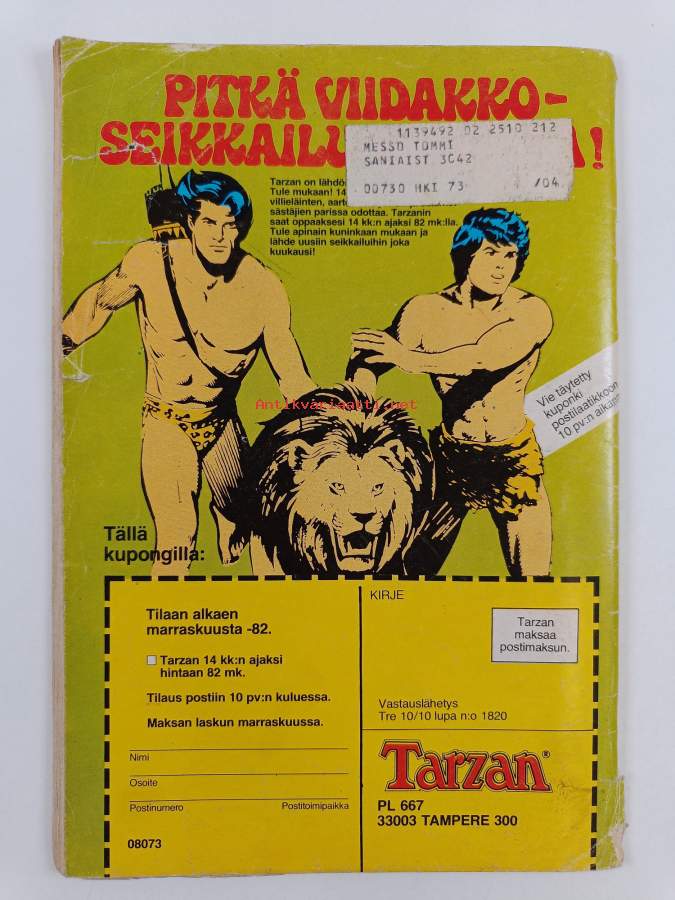 PITKÄ VIIDAKKO-
SEIKKAILU A!
1139492 02 2510 212
MESSO TOMMI
SANIAIST 3C42
00730 HKI 73 /04
Tarzan on lähdö
Tule mukaan! 14
villieläinten, aart
sästäjien parissa odottaa. Tarzanin
saat oppaaksesi 14 kk:n ajaksi 82 mk:lla.
Tule apinain kuninkaan mukaan ja
lähde uusiin seikkailuihin joka
kuukausi!
Vie täytetty
kuponki
postilaatikkoon
10 pv:n aikana
Antikvariaatti.net
Tällä
kupongilla:
Tilaan alkaen
marraskuusta -82.
Tarzan 14 kk:n ajaksi
hintaan 82 mk.
Tilaus postiin 10 pv:n kuluessa.
Maksan laskun marraskuussa.
Nimi
Osoite
Postinumero Postitoimipaikka
08073
KIRJE
Tarzan
maksaa
postimaksun.
Vastauslähetys
Tre 10/10 lupa n:o 1820
Tarzan®
PL 667
33003 TAMPERE 300